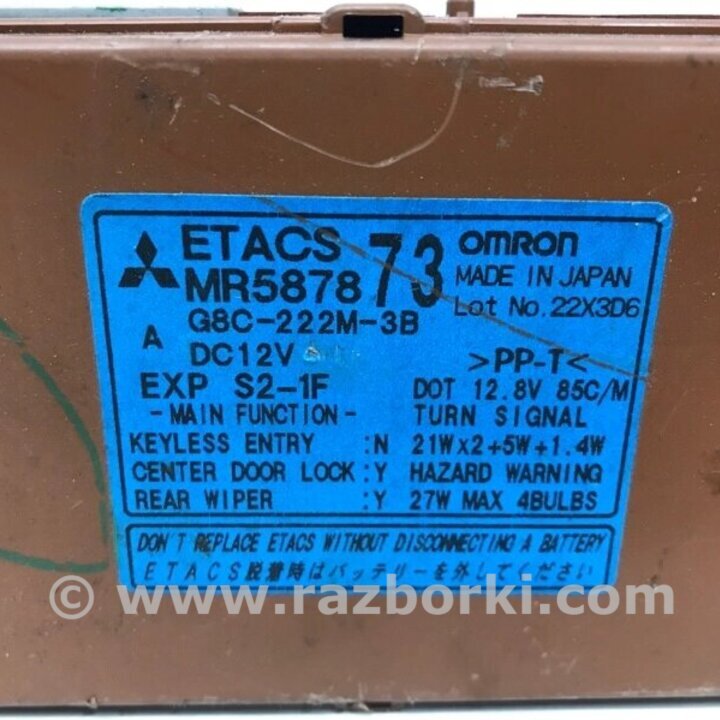 ETACS
MR587873
omron
MADE IN JAPAN
Lot No.22X3D6
A G8C-222M-3B
DC12V
>PP-T<
EXP S2-1F
DOT 12.8V 85C/M
-MAIN FUNCTION-
TURN SIGNAL
KEYLESS ENTRY :N 21W×2+5W+1.4W
CENTER DOOR LOCK:Y HAZARD WARNING
REAR WIPER :Y 27W MAX 4BULBS
DON'T REPLACE ETACS WITHOUT DISCONNECTING A BATTERY
ETACS脱着時はバッテリーを外してください
© www.razborki.com